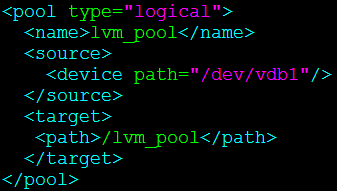 <pool type="logical">
  <name>lvm_pool</name>
  <source>
    <device path="/dev/vdb1"/>
  </source>
  <target>
   <path>/lvm_pool</path>
  </target>
</pool>